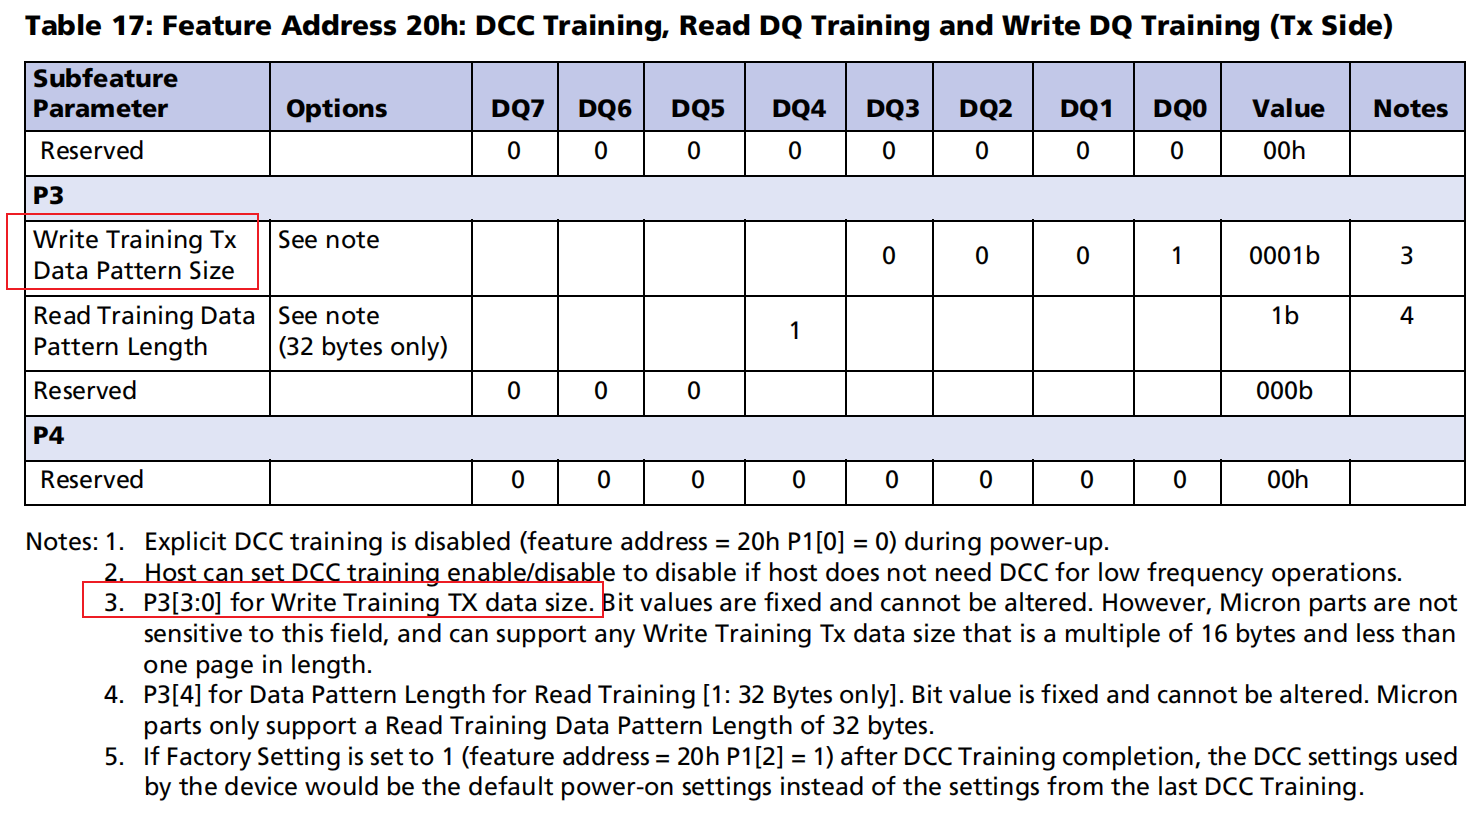 Table 17: Feature Address 20h: DCC Training, Read DQ Training and Write DQ Training (Tx Side)
Subfeature Parameter Options DQ7 DQ6 DQ5 DQ4 DQ3 DQ2 DQ1 DQ0 Value Notes
Reserved 0 0 0 0 0 0 0 0 00h
P3
Write Training Tx Data Pattern Size See note 0 0 0 1 0001b 3
Read Training Data Pattern Length See note (32 bytes only) 1 1b 4
Reserved 0 0 0 000b
P4
Reserved 0 0 0 0 0 0 0 0 00h
Notes: 1. Explicit DCC training is disabled (feature address = 20h P1[0] = 0) during power-up.
2. Host can set DCC training enable/disable to disable if host does not need DCC for low frequency operations.
3. P3[3:0] for Write Training TX data size. Bit values are fixed and cannot be altered. However, Micron parts are not
sensitive to this field, and can support any Write Training Tx data size that is a multiple of 16 bytes and less than
one page in length.
4. P3[4] for Data Pattern Length for Read Training [1: 32 Bytes only]. Bit value is fixed and cannot be altered. Micron
parts only support a Read Training Data Pattern Length of 32 bytes.
5. If Factory Setting is set to 1 (feature address = 20h P1[2] = 1) after DCC Training completion, the DCC settings used
by the device would be the default power-on settings instead of the settings from the last DCC Training.